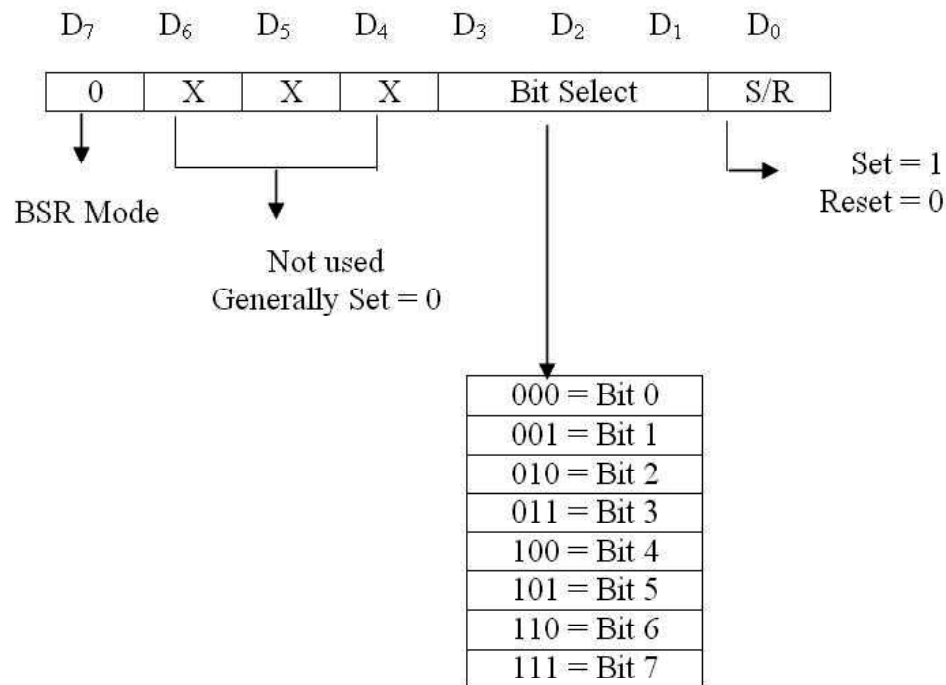 D₇ D₆ D₅ D₄ D₃ D₂ D₁ D₀
0 X X X Bit Select S/R
BSR Mode
Not used
Generally Set = 0
Set = 1
Reset = 0
000 = Bit 0
001 = Bit 1
010 = Bit 2
011 = Bit 3
100 = Bit 4
101 = Bit 5
110 = Bit 6
111 = Bit 7